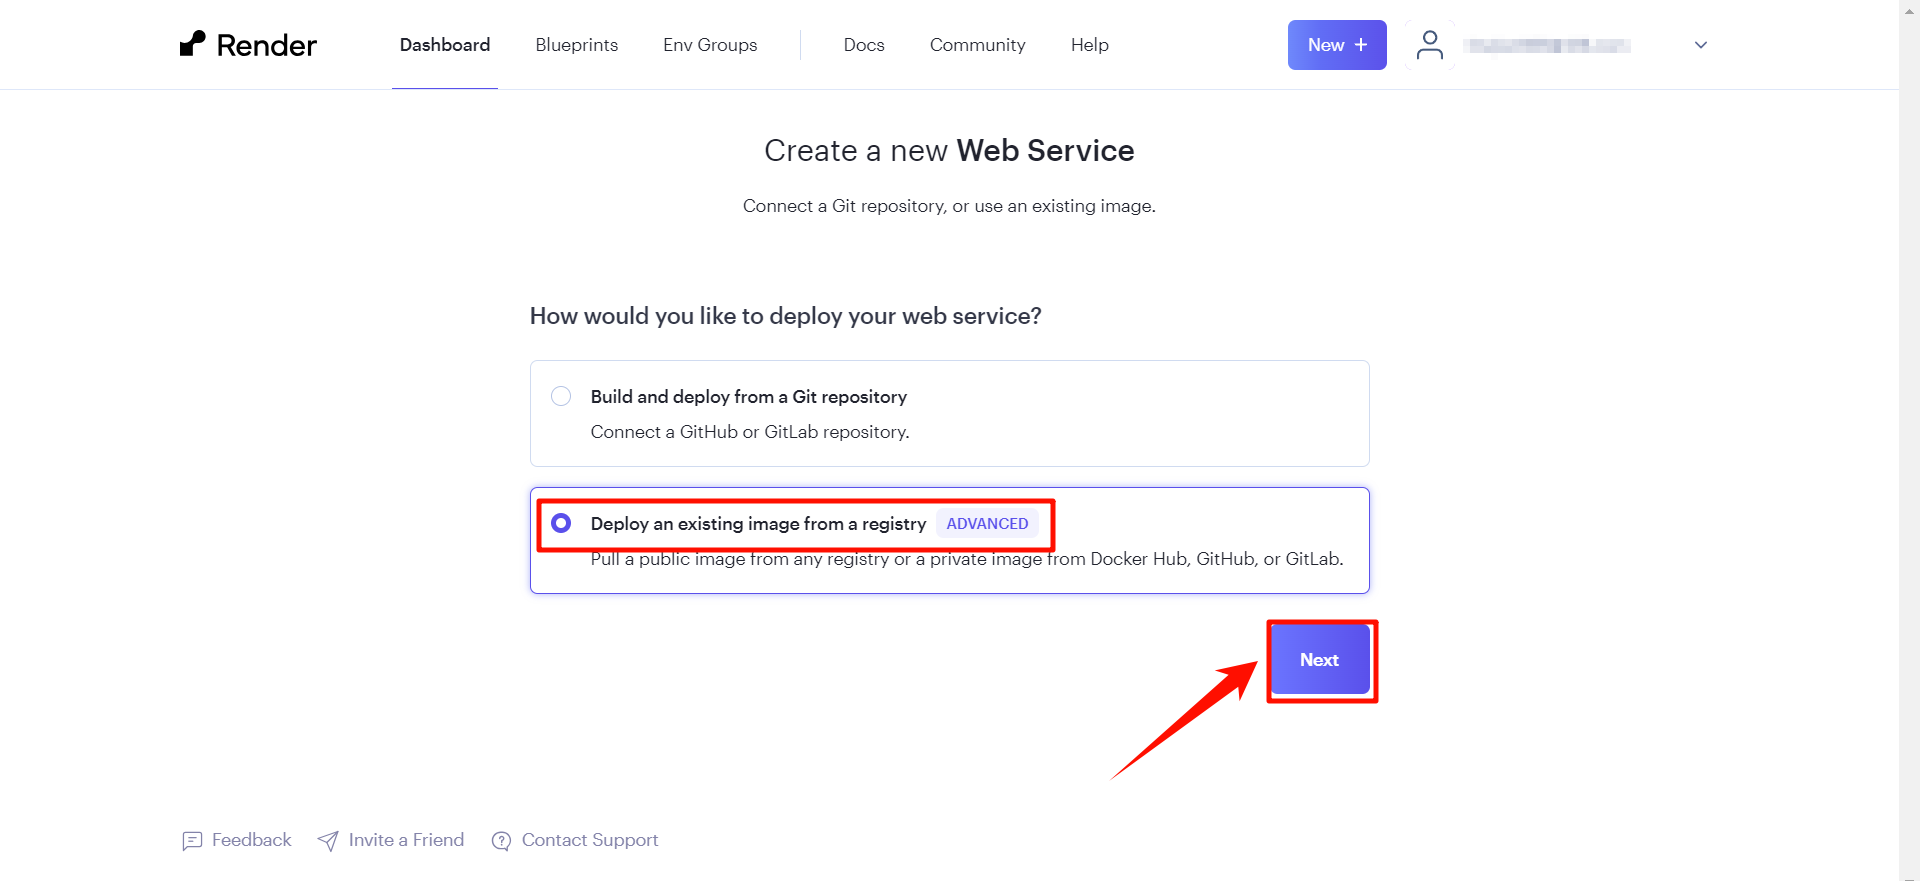 Render
Dashboard
Blueprints
Env Groups
Docs
Community
Help
New +
Create a new Web Service
Connect a Git repository, or use an existing image.
How would you like to deploy your web service?
Build and deploy from a Git repository
Connect a GitHub or GitLab repository.
Deploy an existing image from a registry ADVANCED
Pull a public image from any registry or a private image from Docker Hub, GitHub, or GitLab.
Next
Feedback
Invite a Friend
Contact Support